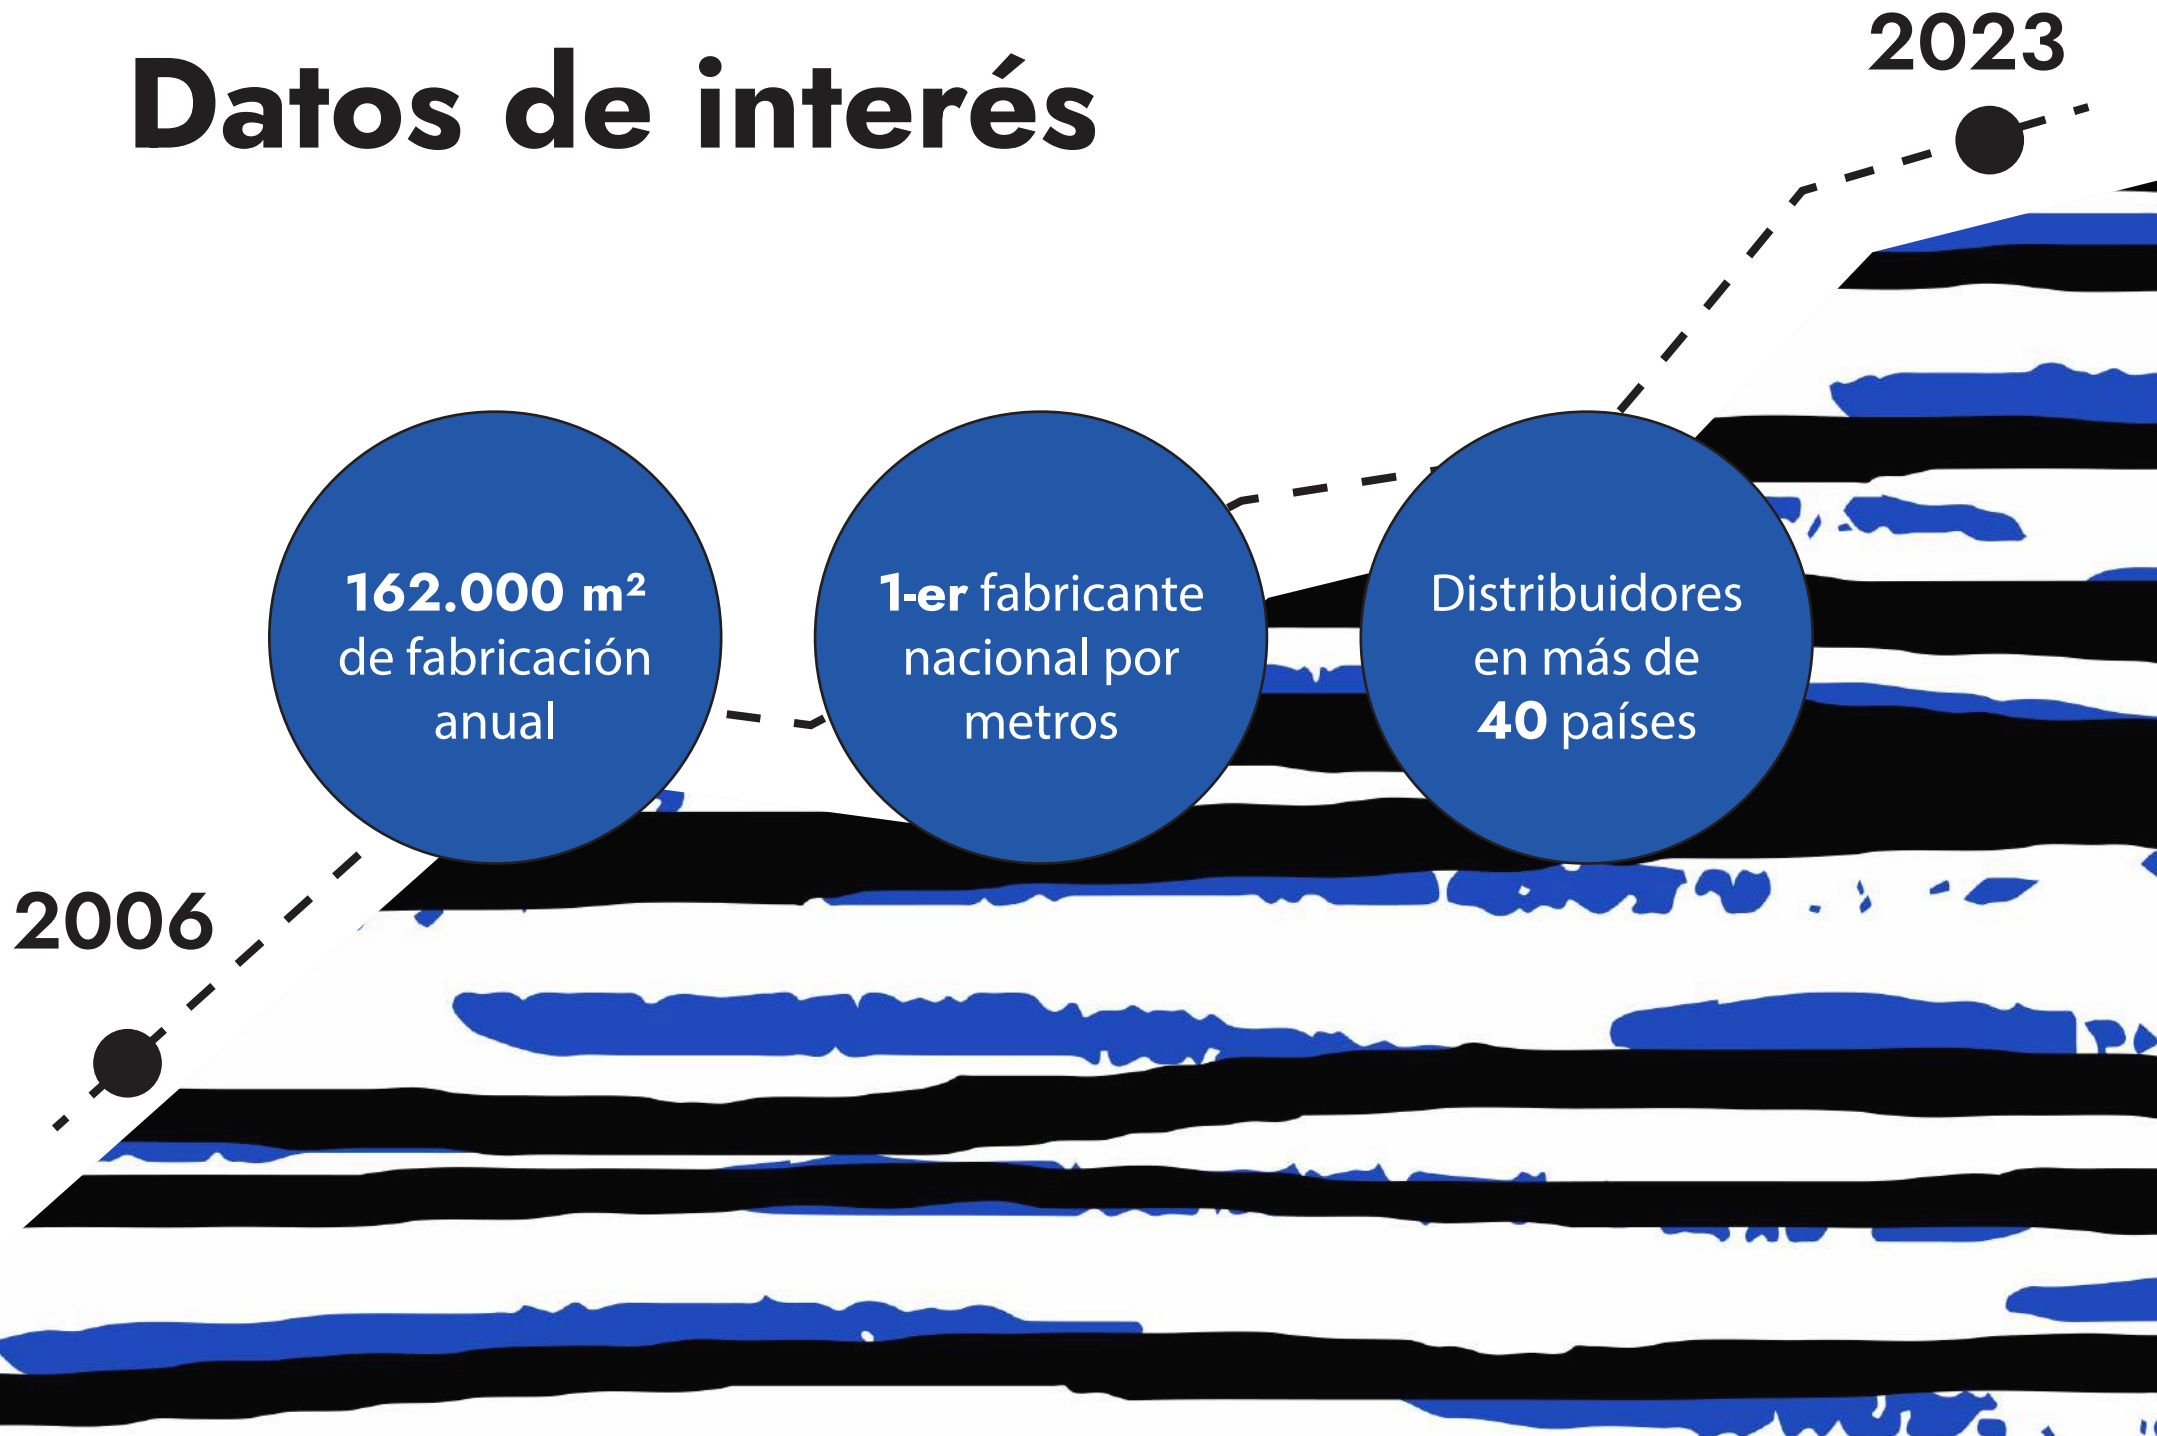 Datos de interés
2023
162.000 m²
de fabricación
anual
1-er fabricante
nacional por
metros
Distribuidores
en más de
40 países
2006